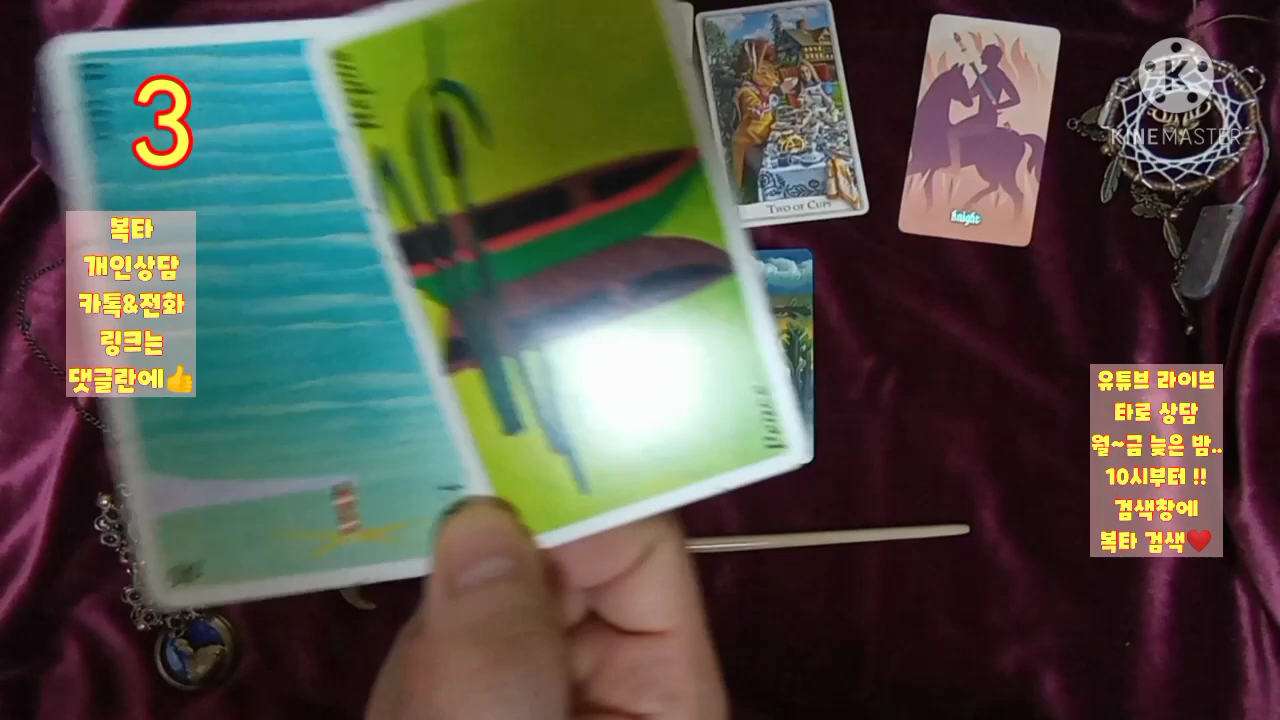 3
복타
개인상담
카톡&전화
링크는
댓글란에👍
TWO OF CUPS
knight
KINEMASTER
유튜브 라이브
타로 상담
월~금 늦은 밤..
10시부터 !!
검색창에
복타 검색❤️